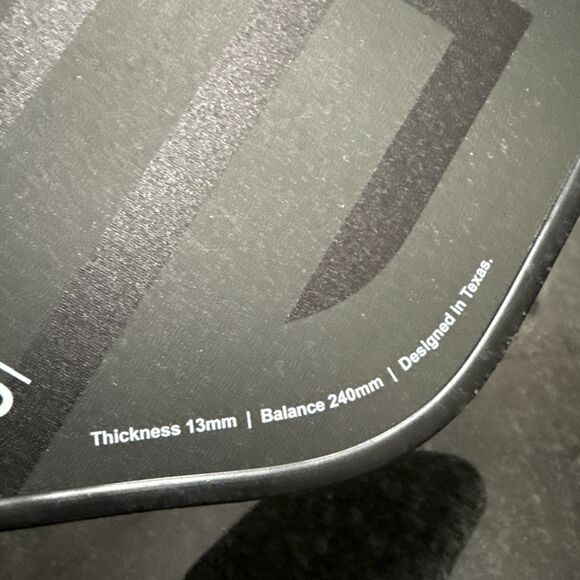 Thickness 13mm | Balance 240mm | Designed in Texas.